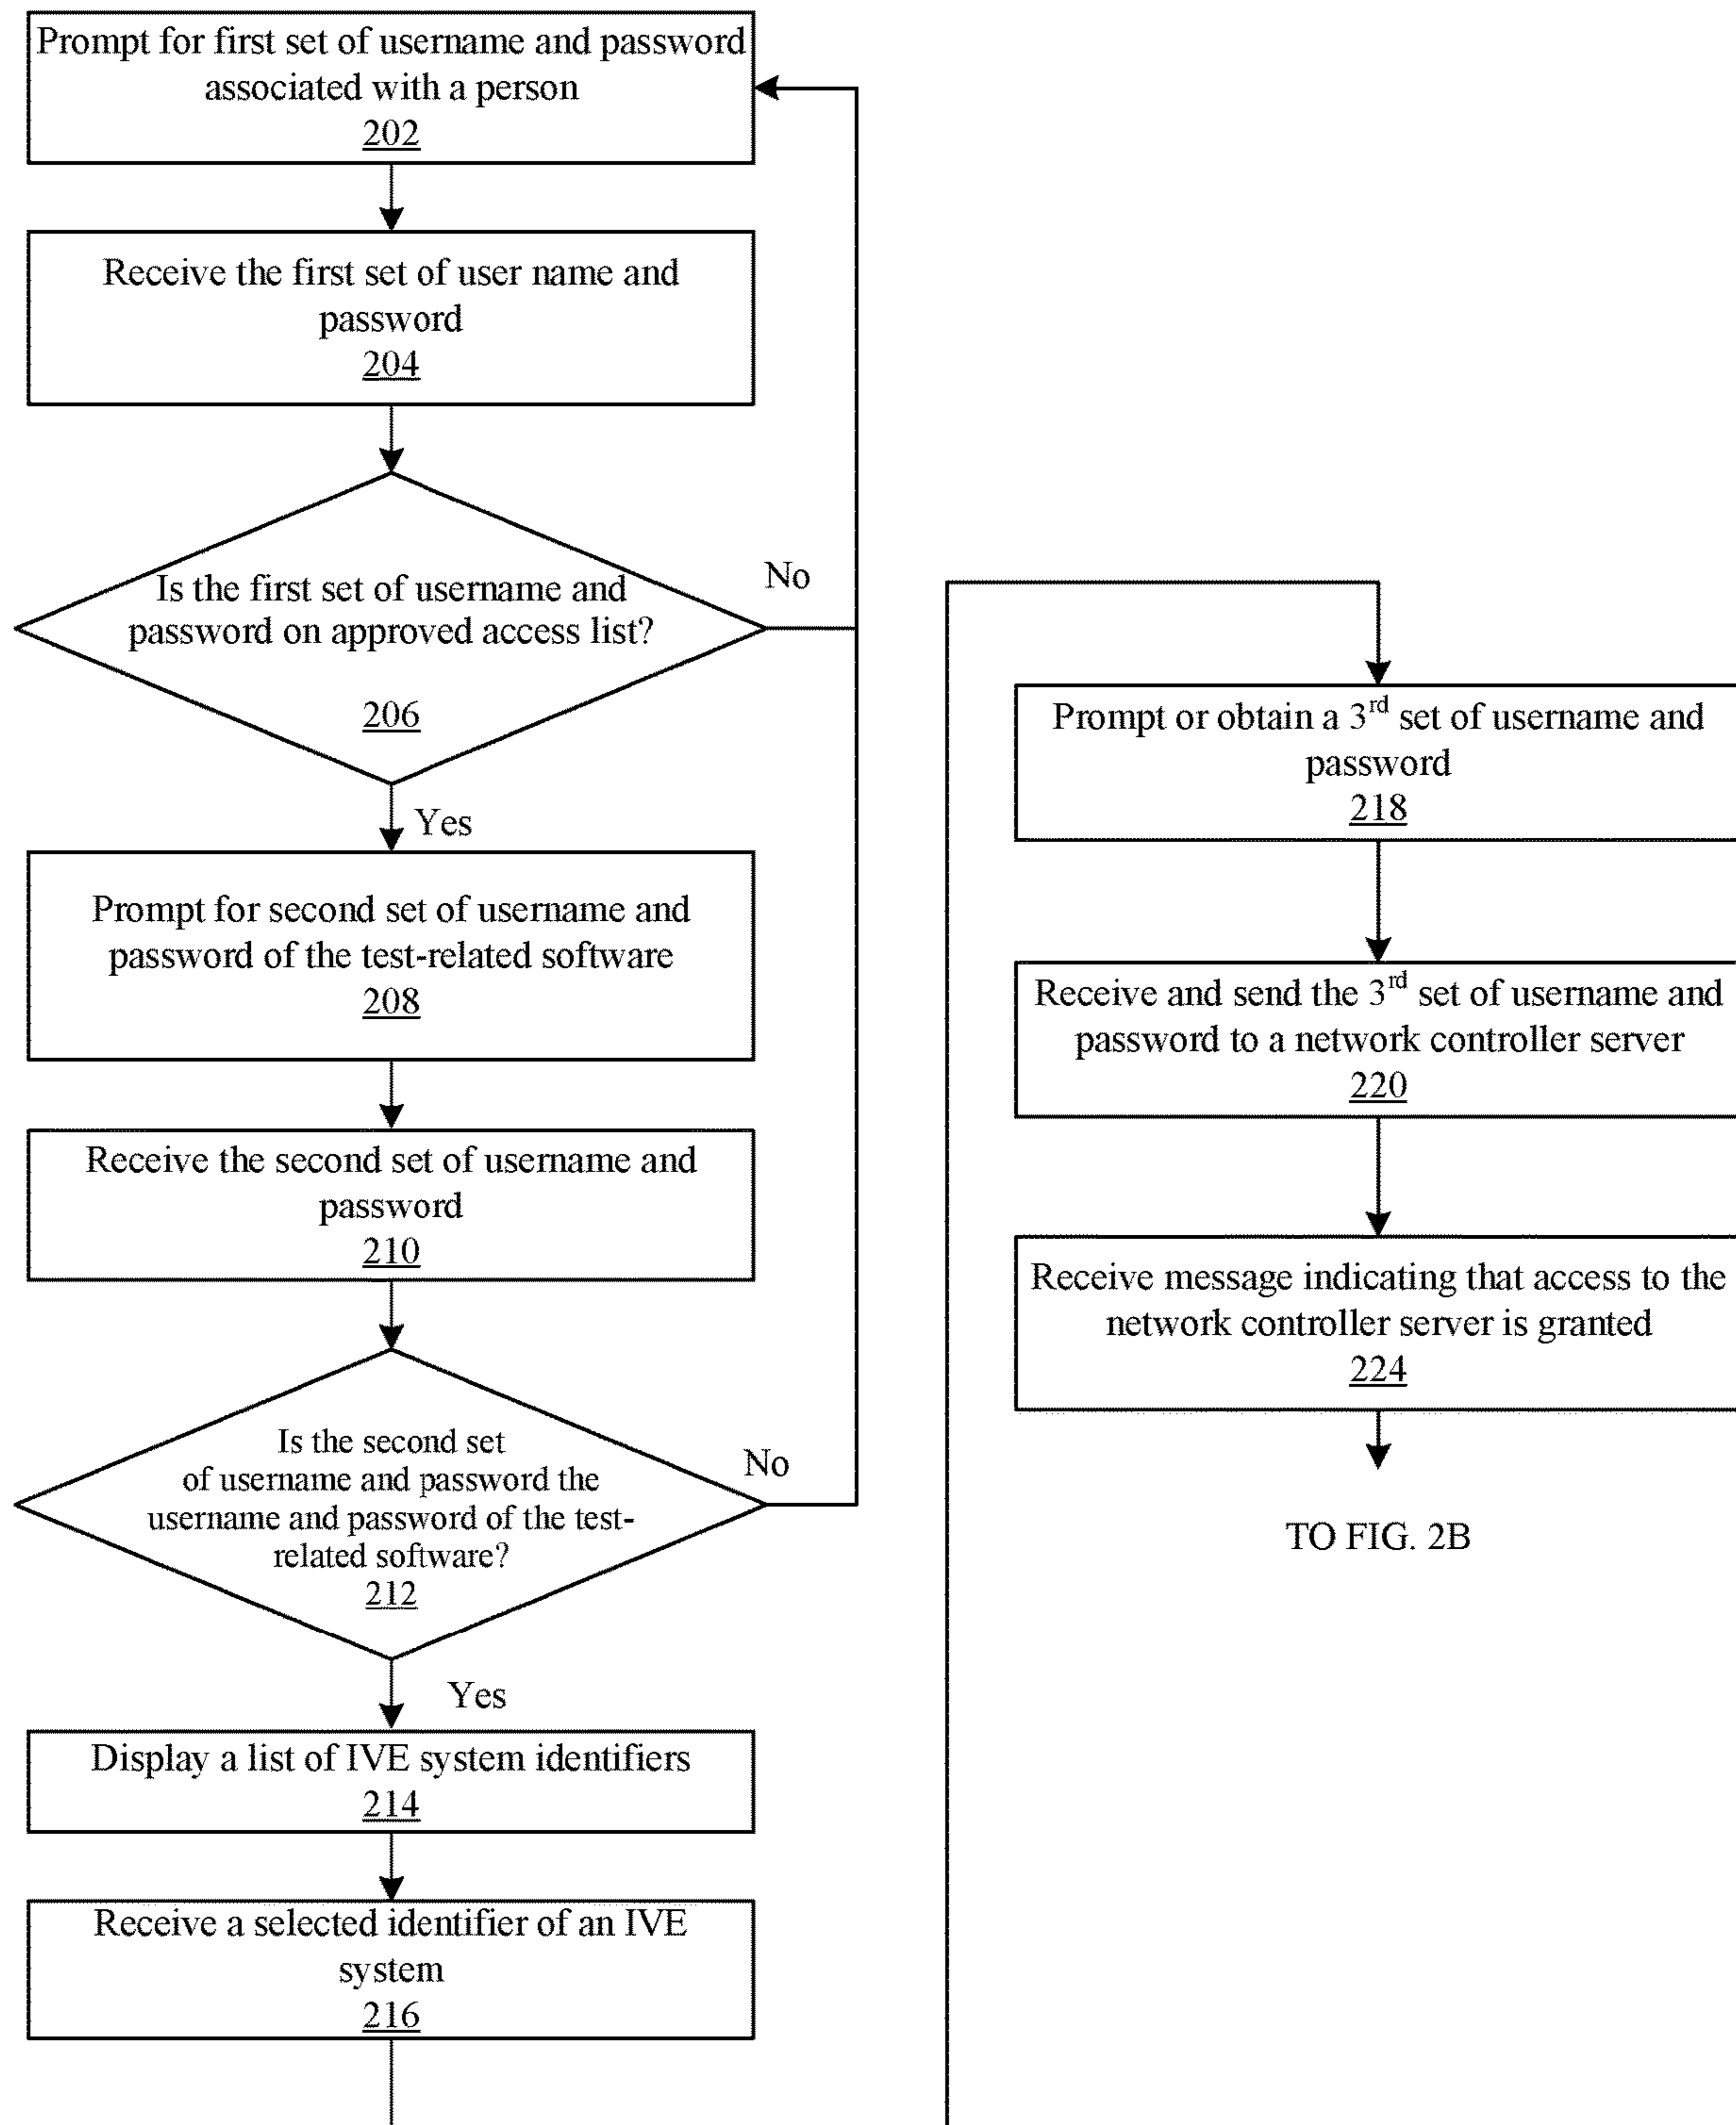 Prompt for first set of username and password
associated with a person
202
Receive the first set of user name and
password
204
Is the first set of username and
password on approved access list?
206
No
Yes
Prompt for second set of username and
password of the test-related software
208
Receive the second set of username and
password
210
Is the second set
of username and password the
username and password of the test-
related software?
212
No
Yes
Display a list of IVE system identifiers
214
Receive a selected identifier of an IVE
system
216
Prompt or obtain a 3rd set of username and
password
218
Receive and send the 3rd set of username and
password to a network controller server
220
Receive message indicating that access to the
network controller server is granted
224
TO FIG. 2B